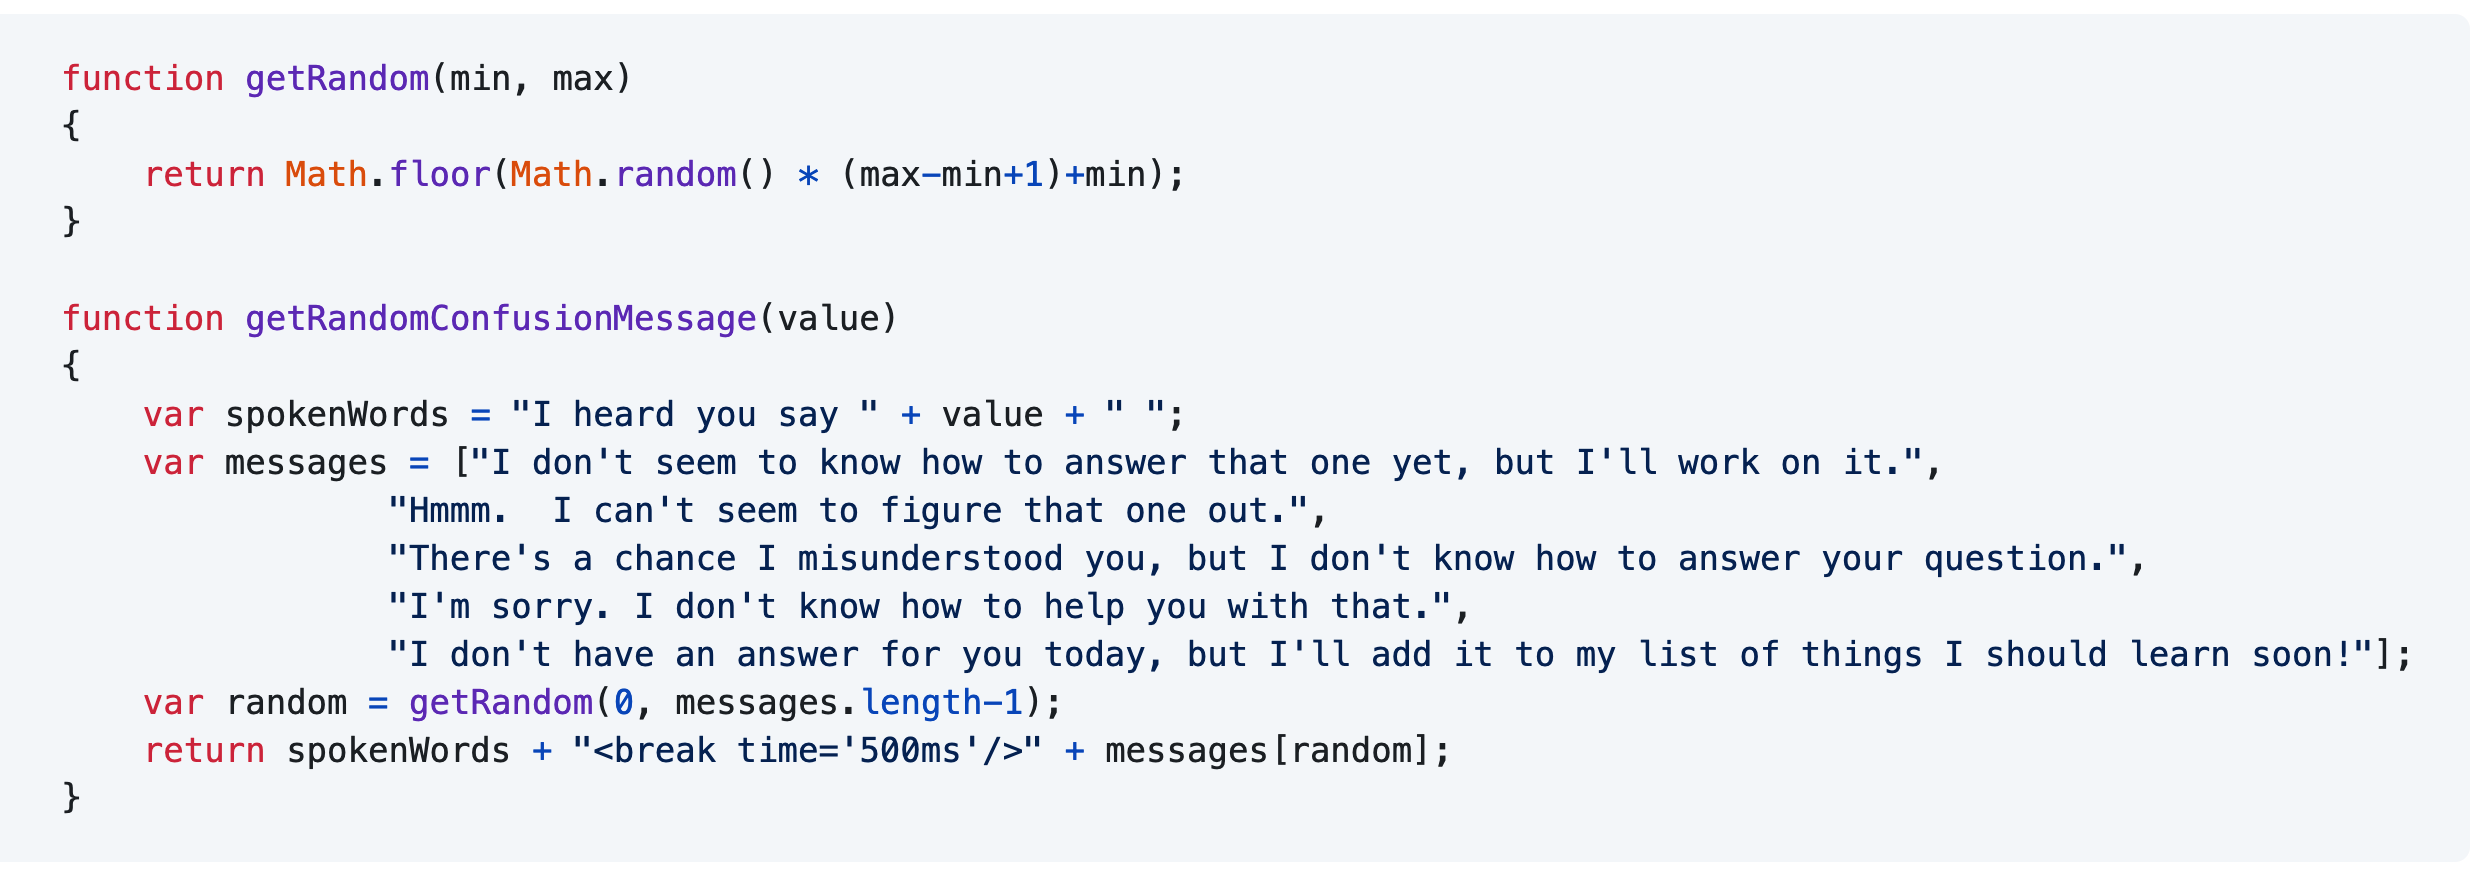 function getRandom(min, max)
{
    return Math.floor(Math.random() * (max-min+1)+min);
}

function getRandomConfusionMessage(value)
{
    var spokenWords = "I heard you say " + value + " ";
    var messages = ["I don't seem to know how to answer that one yet, but I'll work on it.",
                "Hmmm.  I can't seem to figure that one out.",
                "There's a chance I misunderstood you, but I don't know how to answer your question.",
                "I'm sorry. I don't know how to help you with that.",
                "I don't have an answer for you today, but I'll add it to my list of things I should learn soon!"];
    var random = getRandom(0, messages.length-1);
    return spokenWords + "<break time='500ms'/>" + messages[random];
}